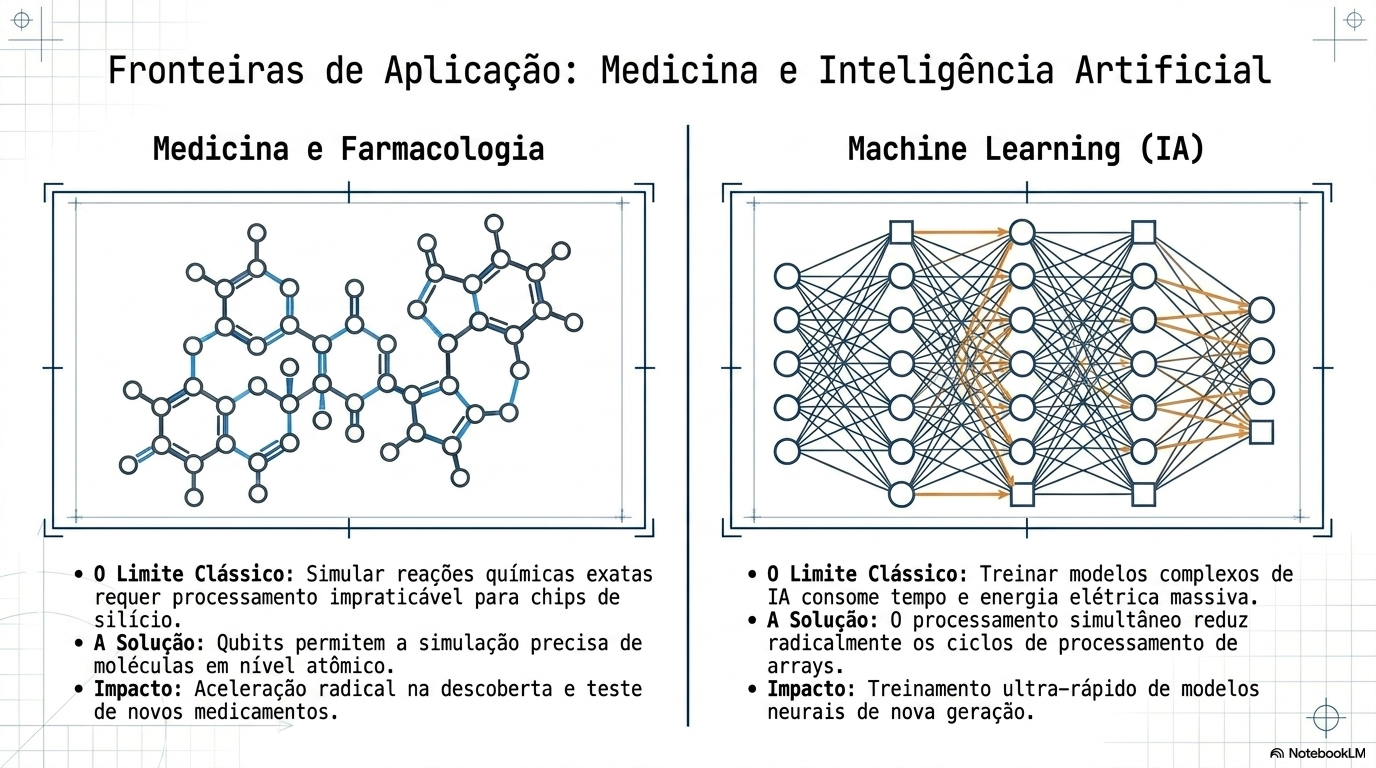 Fronteiras de Aplicação: Medicina e Inteligência Artificial
Medicina e Farmacologia
• O Limite Clássico: Simular reações químicas exatas
requer processamento impraticável para chips de
silício.
• A Solução: Qubits permitem a simulação precisa de
moléculas em nível atômico.
• Impacto: Aceleração radical na descoberta e teste
de novos medicamentos.
Machine Learning (IA)
• O Limite Clássico: Treinar modelos complexos de
IA consome tempo e energia elétrica massiva.
• A Solução: O processamento simultâneo reduz
radicalmente os ciclos de processamento de
arrays.
• Impacto: Treinamento ultra-rápido de modelos
neurais de nova geração.
NotebookLM